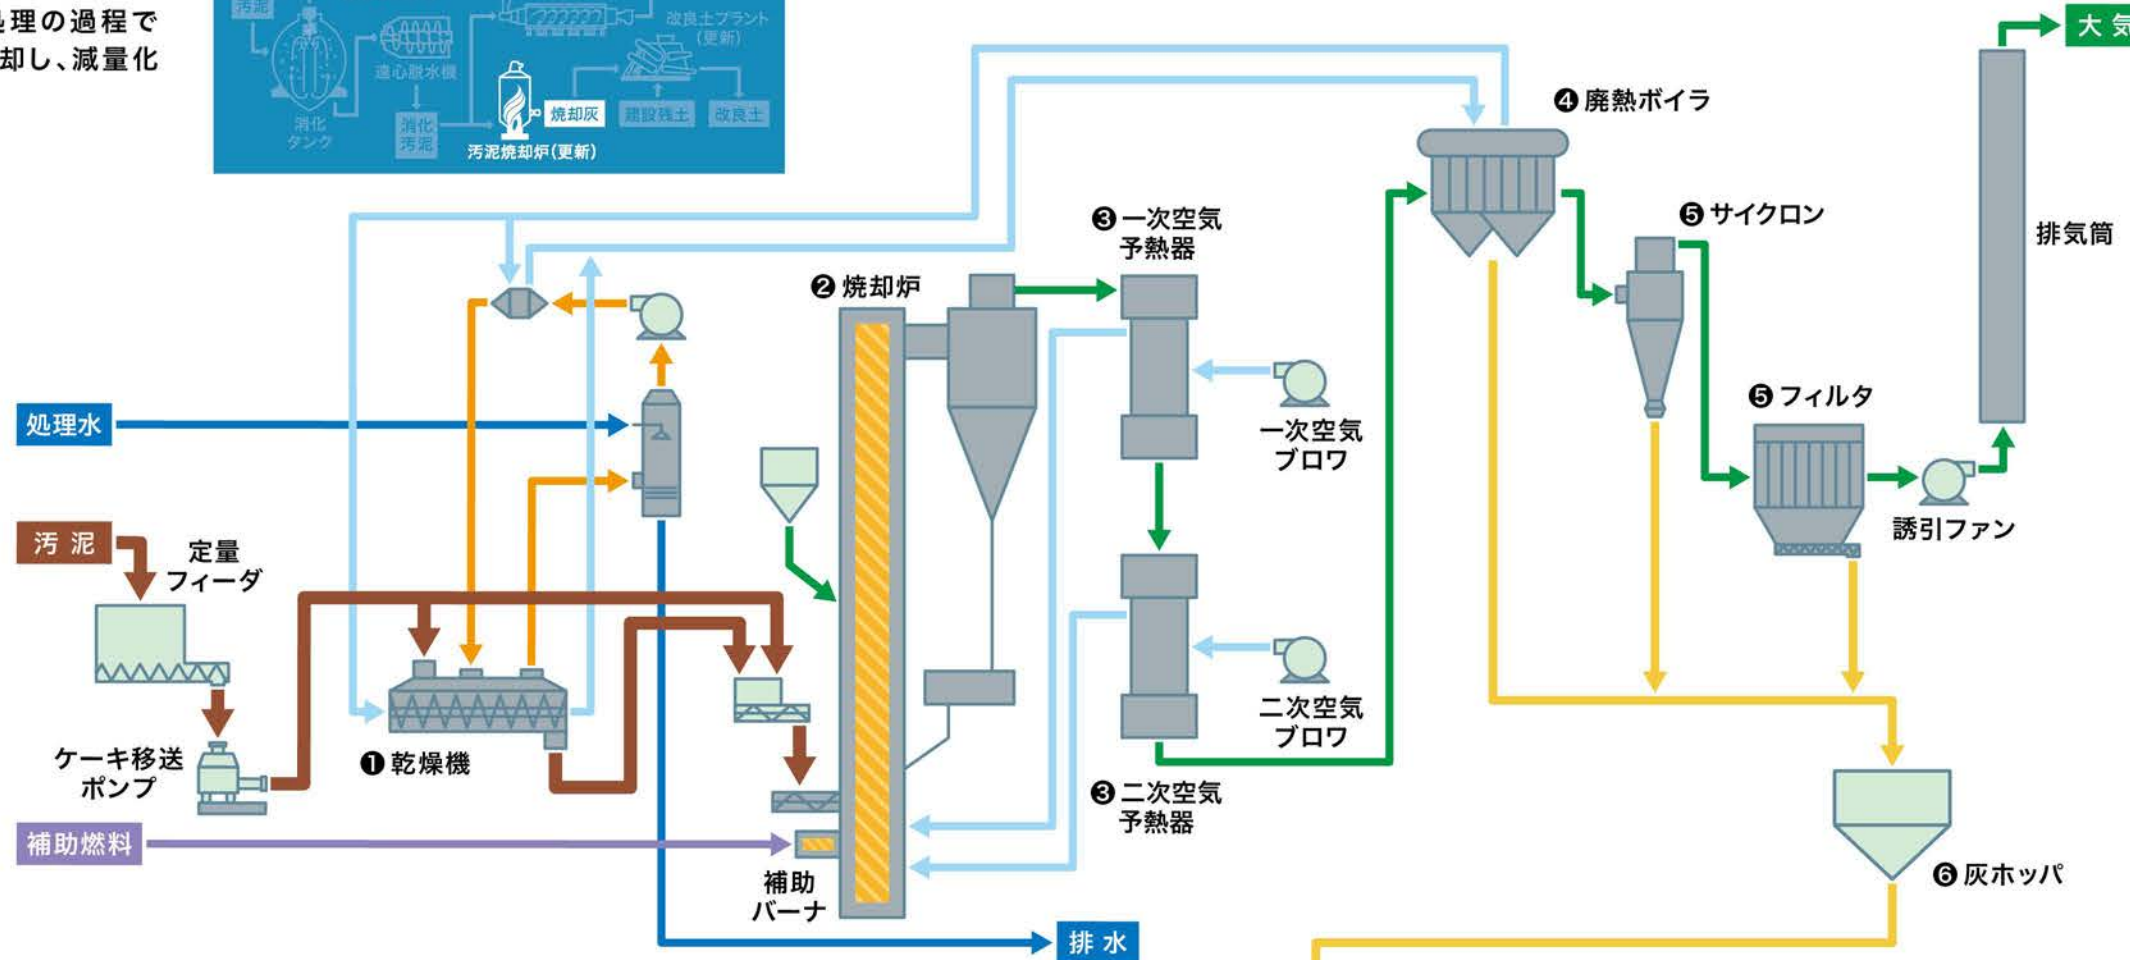 処理の過程で
却し、減量化
汚泥
消化
タンク
遠心脱水機
消化
汚泥
改良土プラント
(更新)
焼却灰
建設残土
改良土
汚泥焼却炉(更新)
大気
❹廃熱ボイラ
❺サイクロン
排気筒
❸一次空気
予熱器
❷焼却炉
一次空気
ブロワ
❺フィルタ
誘引ファン
処理水
汚泥
定量
フィーダ
ケーキ移送
ポンプ
❶乾燥機
二次空気
ブロワ
❸二次空気
予熱器
補助燃料
補助
バーナ
❻灰ホッパ
排水